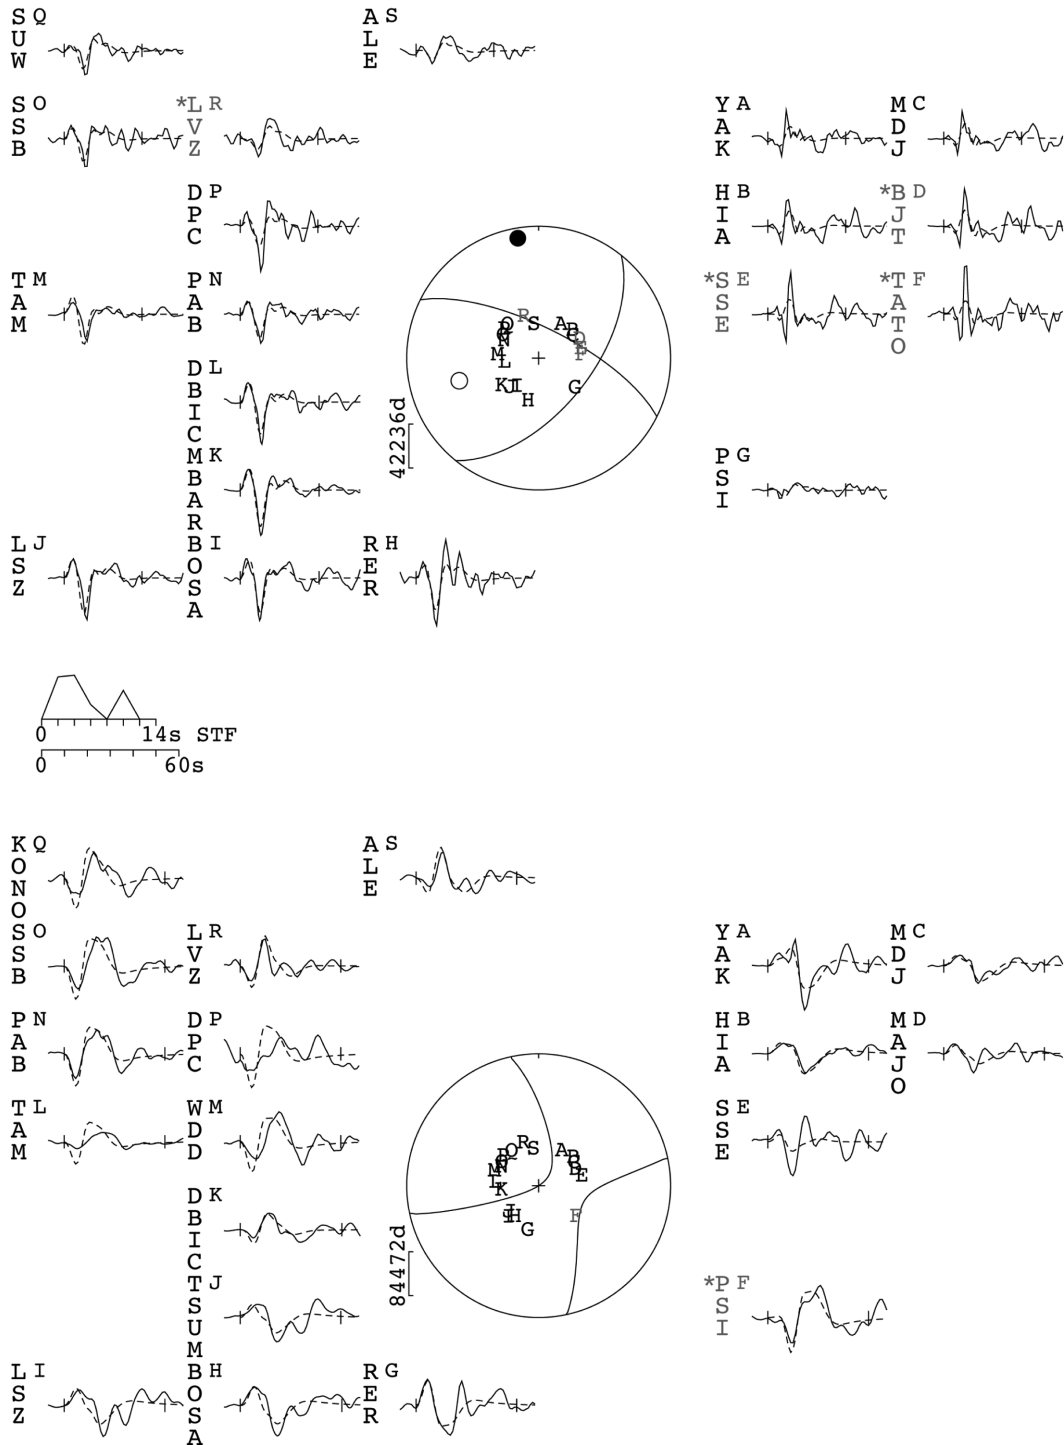 SUW Q
ALE S
SSB O
*LVZ R
YAK A
MDJ C
DPC P
HIA B
*BJT D
TAM M
PAB N
*SSE E
*TATO F
DBIC L
MBAR K
PSI G
LSZ J
BOSA I
RER H
R S A B
Q
N
M
L
K J I
H
G
F
42236d
0 14s STF
0 60s
KONO Q
ALE S
SSB O
LVZ R
YAK A
MDJ C
PAB N
DPC P
HIA B
MAJO D
TAM L
WDD M
SSE E
DBIC K
TSUM J
*PSI F
LSZ I
BOSA H
RER G
Q R S A B
N
M
L K
E
I
J H
G
F
84472d